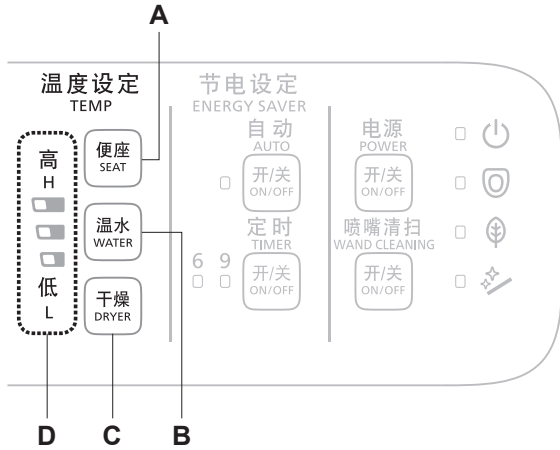 A
温度设定
TEMP
高
H
低
L
便座
SEAT
温水
WATER
干燥
DRYER
节电设定
ENERGY SAVER
自动
AUTO
开/关
ON/OFF
定时
TIMER
6 9
开/关
ON/OFF
电源
POWER
开/关
ON/OFF
喷嘴清扫
WAND CLEANING
开/关
ON/OFF
D C B